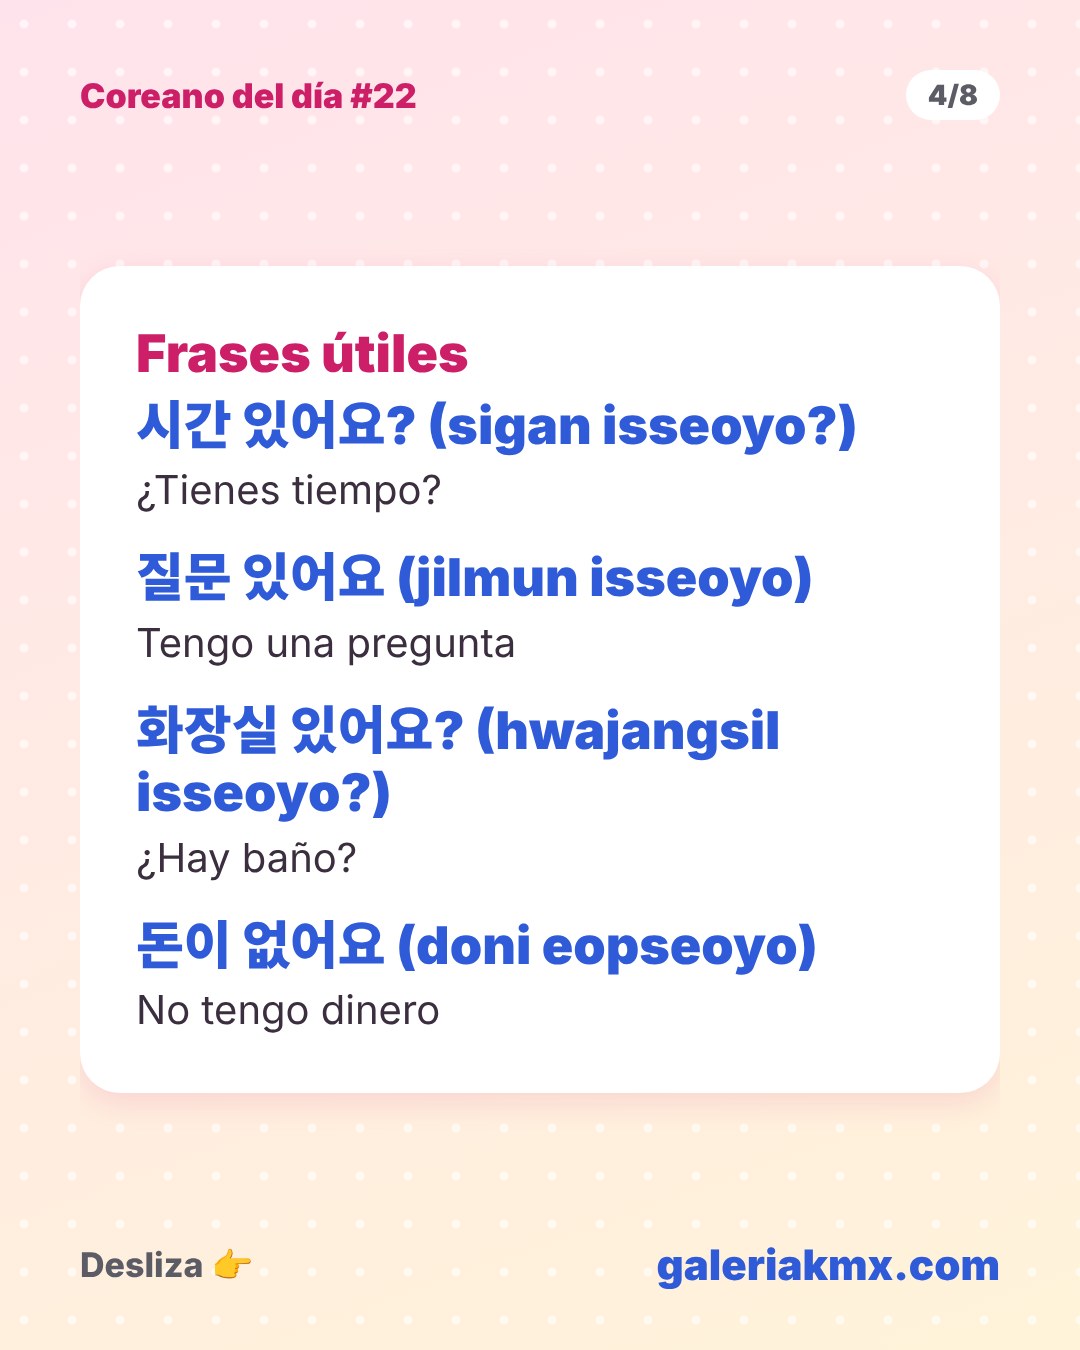 Coreano del día #22
4/8
Frases útiles
시간 있어요? (sigan isseoyo?)
¿Tienes tiempo?
질문 있어요 (jilmun isseoyo)
Tengo una pregunta
화장실 있어요? (hwajangsil
isseoyo?)
¿Hay baño?
돈이 없어요 (doni eopseoyo)
No tengo dinero
Desliza 👉
galeriakmx.com